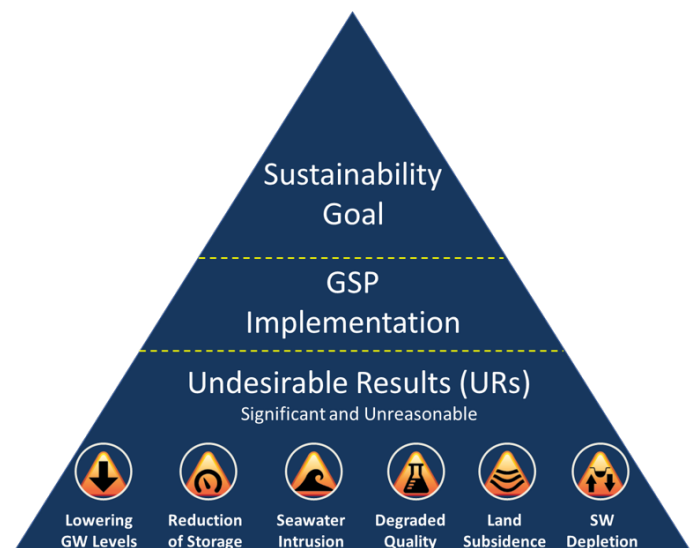 Sustainability
Goal
GSP
Implementation
Undesirable Results (URs)
Significant and Unreasonable
Lowering
GW Levels
Reduction
of Storage
Seawater
Intrusion
Degraded
Quality
Land
Subsidence
SW
Depletion